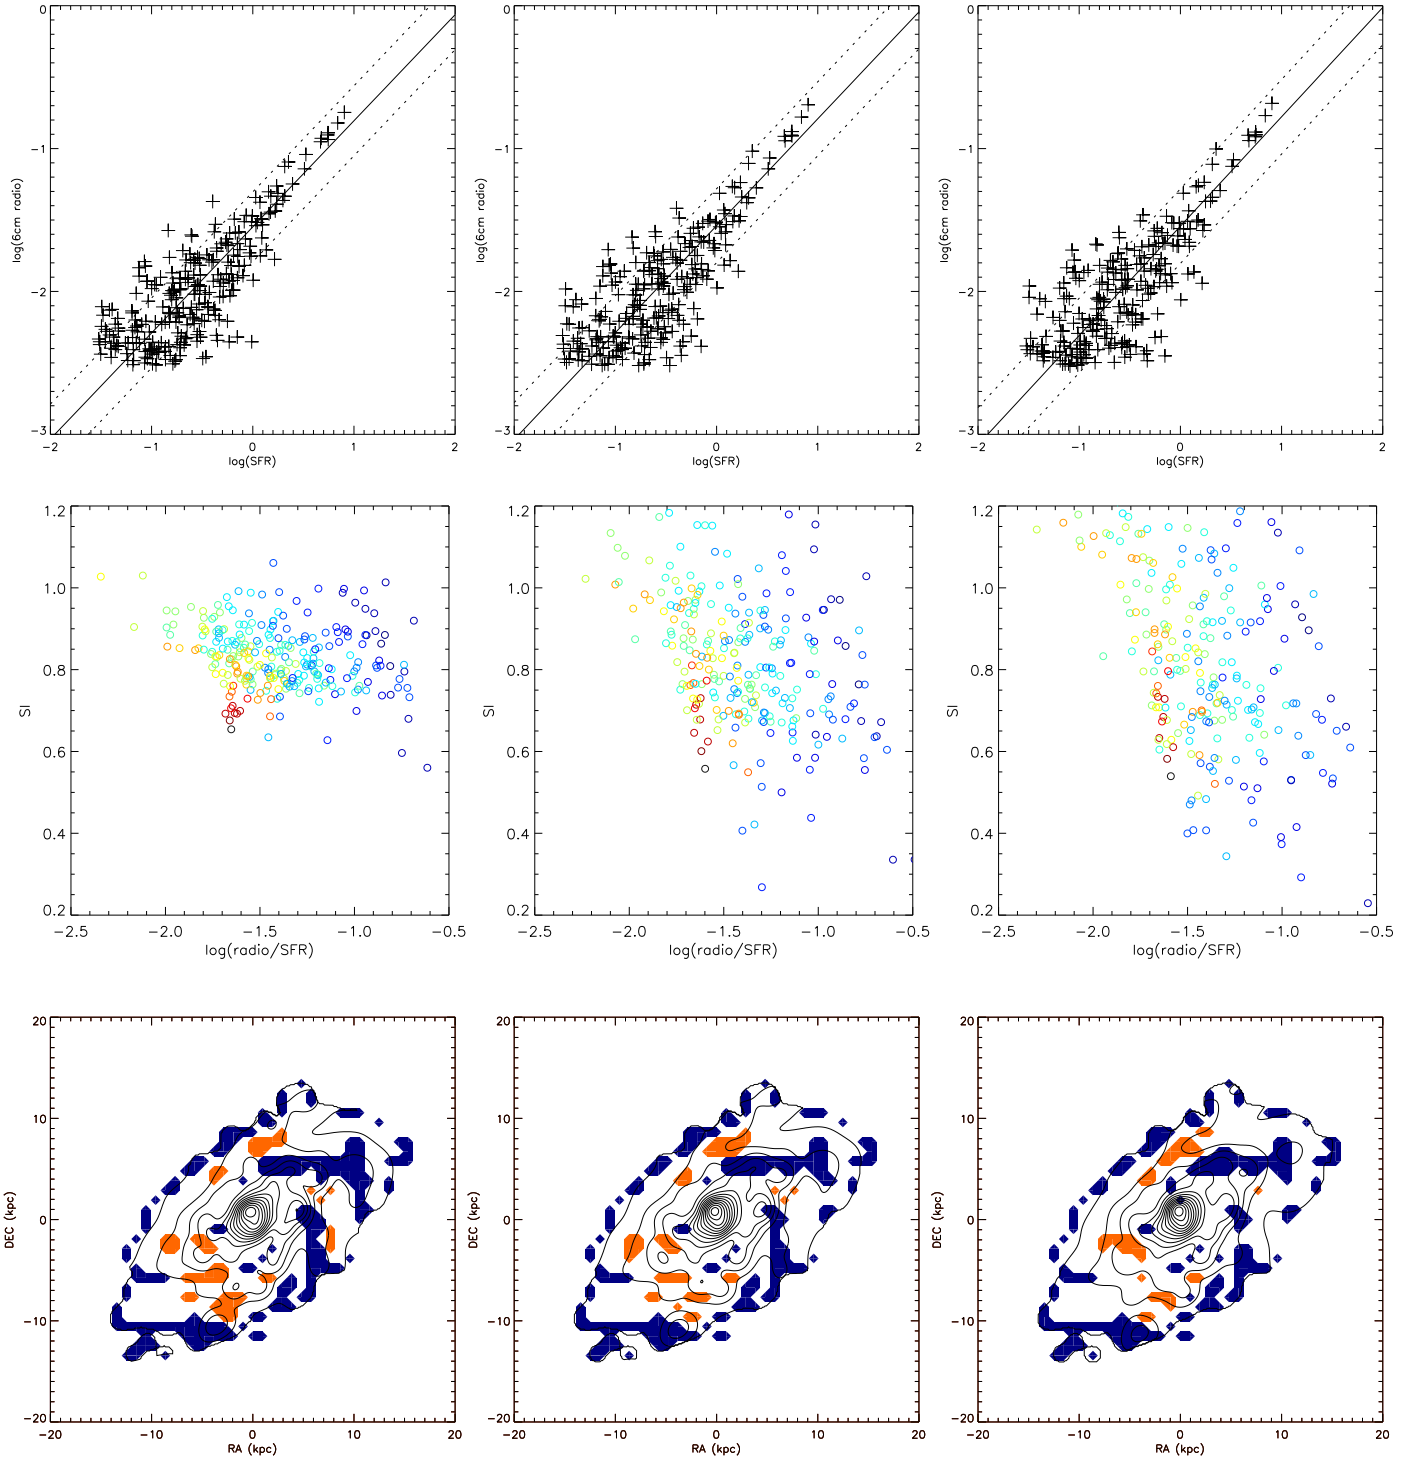 0 0 0
−1 −1 −1
−2 −2 −2
−3 −3 −3
log(6cm radio) log(6cm radio) log(6cm radio)
−2 −1 0 1 2 −2 −1 0 1 2 −2 −1 0 1 2
log(SFR) log(SFR) log(SFR)
1.2 1.2 1.2
1.0 1.0 1.0
0.8 0.8 0.8
SI SI SI
0.6 0.6 0.6
0.4 0.4 0.4
0.2 0.2 0.2
−2.5 −2.0 −1.5 −1.0 −0.5 −2.5 −2.0 −1.5 −1.0 −0.5 −2.5 −2.0 −1.5 −1.0 −0.5
log(radio/SFR) log(radio/SFR) log(radio/SFR)
20 20 20
10 10 10
0 0 0
DEC (kpc) DEC (kpc) DEC (kpc)
−10 −10 −10
−20 −20 −20
−20 −10 0 10 20 −20 −10 0 10 20 −20 −10 0 10 20
RA (kpc) RA (kpc) RA (kpc)